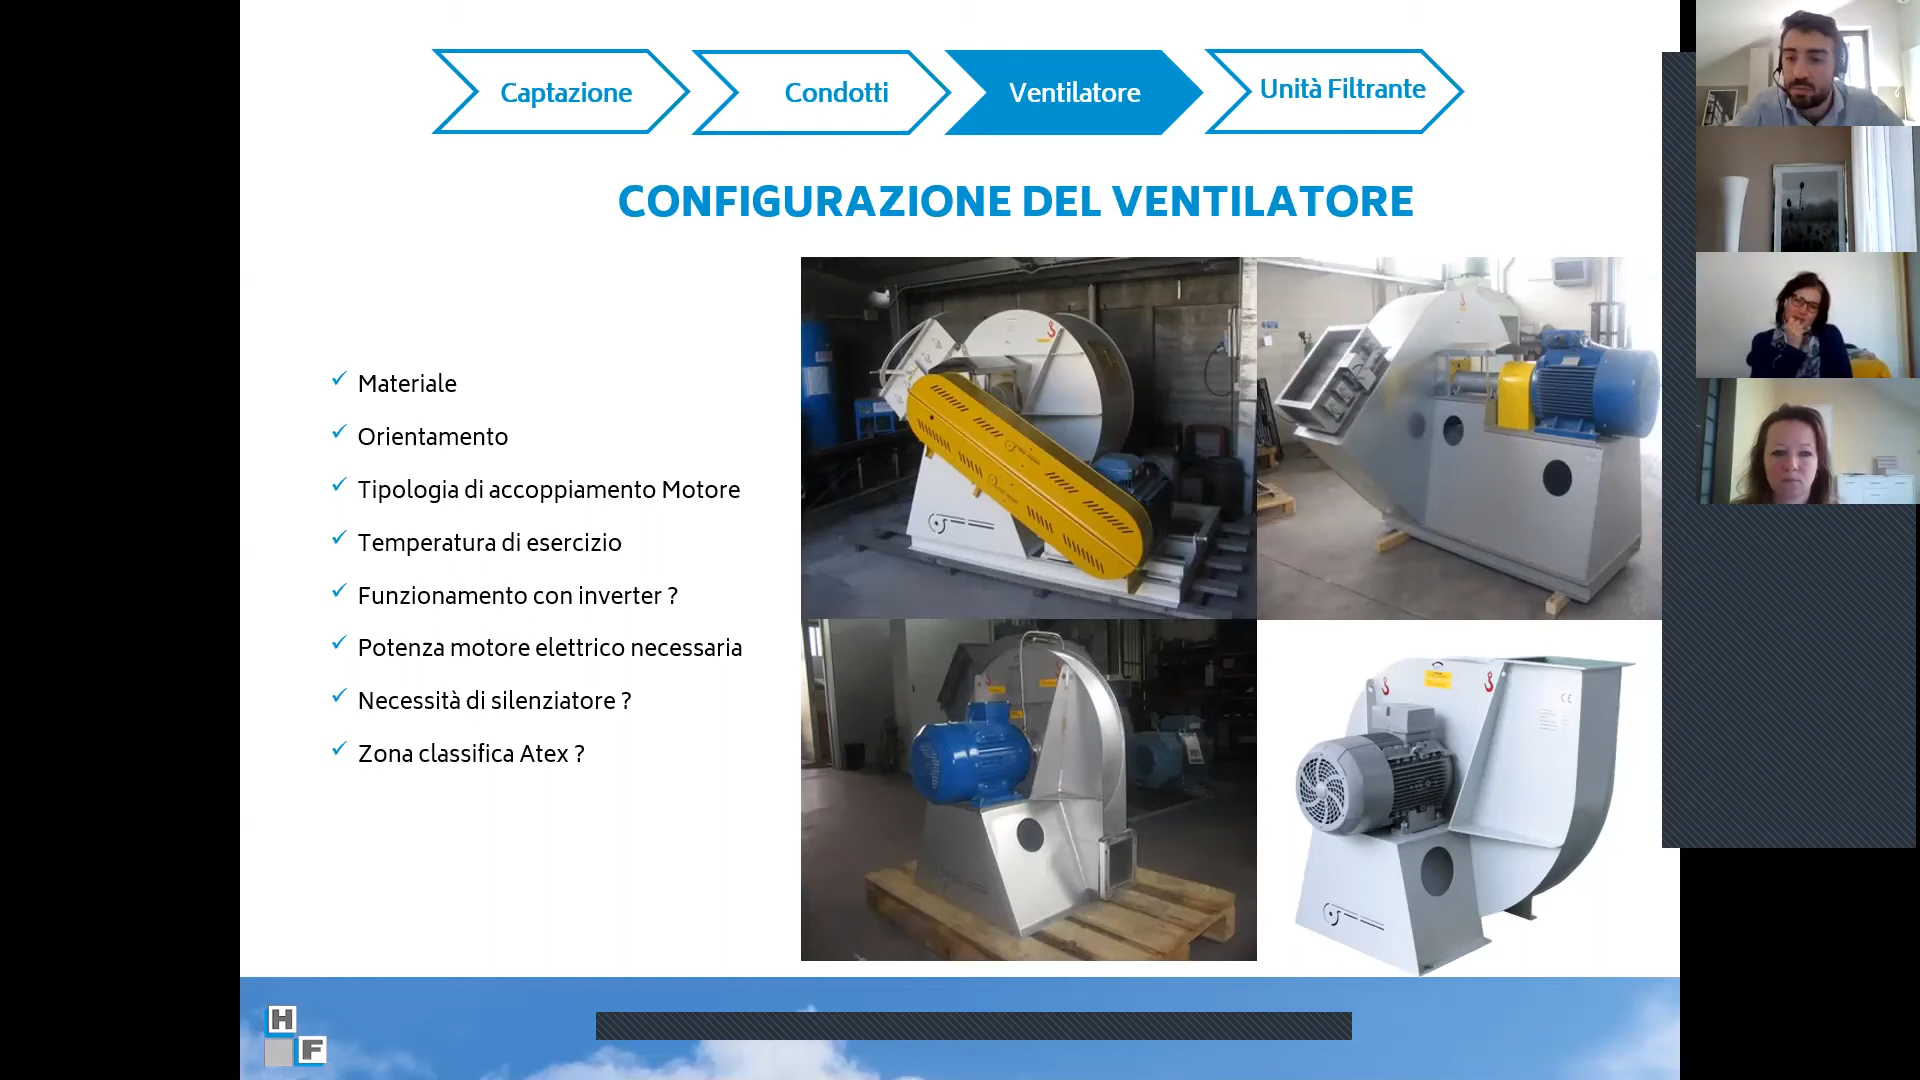 Captazione
Condotti
Ventilatore
Unità Filtrante
CONFIGURAZIONE DEL VENTILATORE
Materiale
Orientamento
Tipologia di accoppiamento Motore
Temperatura di esercizio
Funzionamento con inverter ?
Potenza motore elettrico necessaria
Necessità di silenziatore ?
Zona classifica Atex ?
CE
H
F